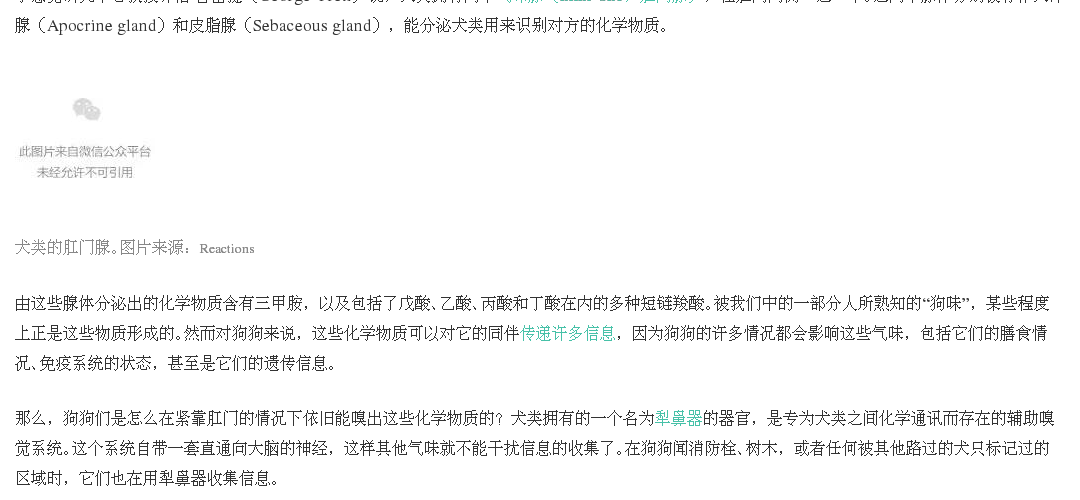 腺（Apocrine gland）和皮脂腺（Sebaceous gland），能分泌犬类用来识别对方的化学物质。
此图片来自微信公众平台
未经允许不可引用
犬类的肛门腺。图片来源：Reactions
由这些腺体分泌出的化学物质含有三甲胺，以及包括了戊酸、乙酸、丙酸和丁酸在内的多种短链羧酸。被我们中的一部分人所熟知的“狗味”，某些程度
上正是这些物质形成的。然而对狗狗来说，这些化学物质可以对它的同伴传递许多信息，因为狗狗的许多情况都会影响这些气味，包括它们的膳食情
况、免疫系统的状态，甚至是它们的遗传信息。
那么，狗狗们是怎么在紧靠肛门的情况下依旧能嗅出这些化学物质的？犬类拥有的一个名为犁鼻器的器官，是专为犬类之间化学通讯而存在的辅助嗅
觉系统。这个系统自带一套直通向大脑的神经，这样其他气味就不能干扰信息的收集了。在狗狗闻消防栓、树木，或者任何被其他路过的犬只标记过的
区域时，它们也在用犁鼻器收集信息。